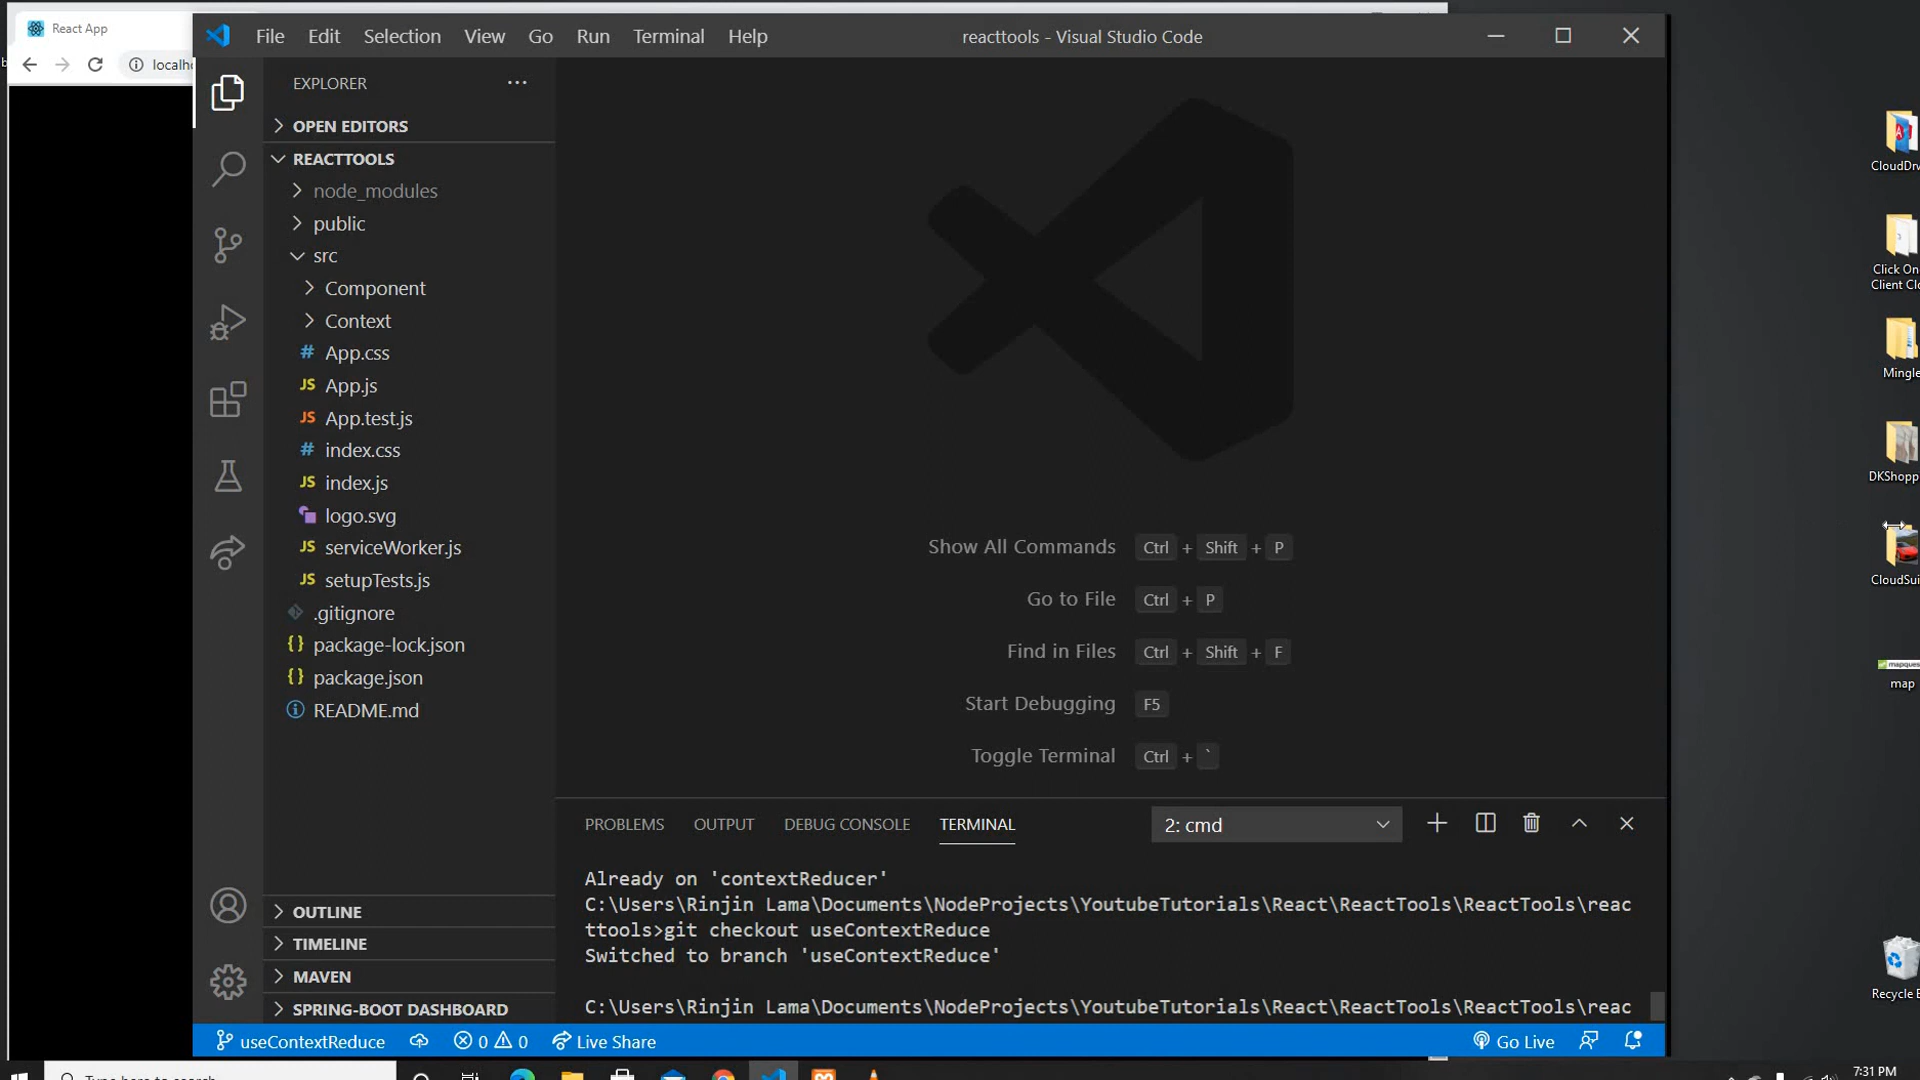 React App
File Edit Selection View Go Run Terminal Help
reacttools - Visual Studio Code
EXPLORER
OPEN EDITORS
REACTTOOLS
node_modules
public
src
Component
Context
# App.css
JS App.js
JS App.test.js
# index.css
JS index.js
logo.svg
JS serviceWorker.js
JS setupTests.js
.gitignore
{} package-lock.json
{} package.json
README.md
OUTLINE
TIMELINE
MAVEN
SPRING-BOOT DASHBOARD
Show All Commands Ctrl + Shift + P
Go to File Ctrl + P
Find in Files Ctrl + Shift + F
Start Debugging F5
Toggle Terminal Ctrl + `
PROBLEMS OUTPUT DEBUG CONSOLE TERMINAL
2: cmd
Already on 'contextReducer'
C:\Users\Rinjin Lama\Documents\NodeProjects\YoutubeTutorials\React\ReactTools\ReactTools\reac
ttools>git checkout useContextReduce
Switched to branch 'useContextReduce'
C:\Users\Rinjin Lama\Documents\NodeProjects\YoutubeTutorials\React\ReactTools\ReactTools\reac
useContextReduce 0 0 Live Share
Go Live
CloudDr
Click On
Client Cl
Mingle
DKShopp
CloudSui
map
Recycle
7:31 PM